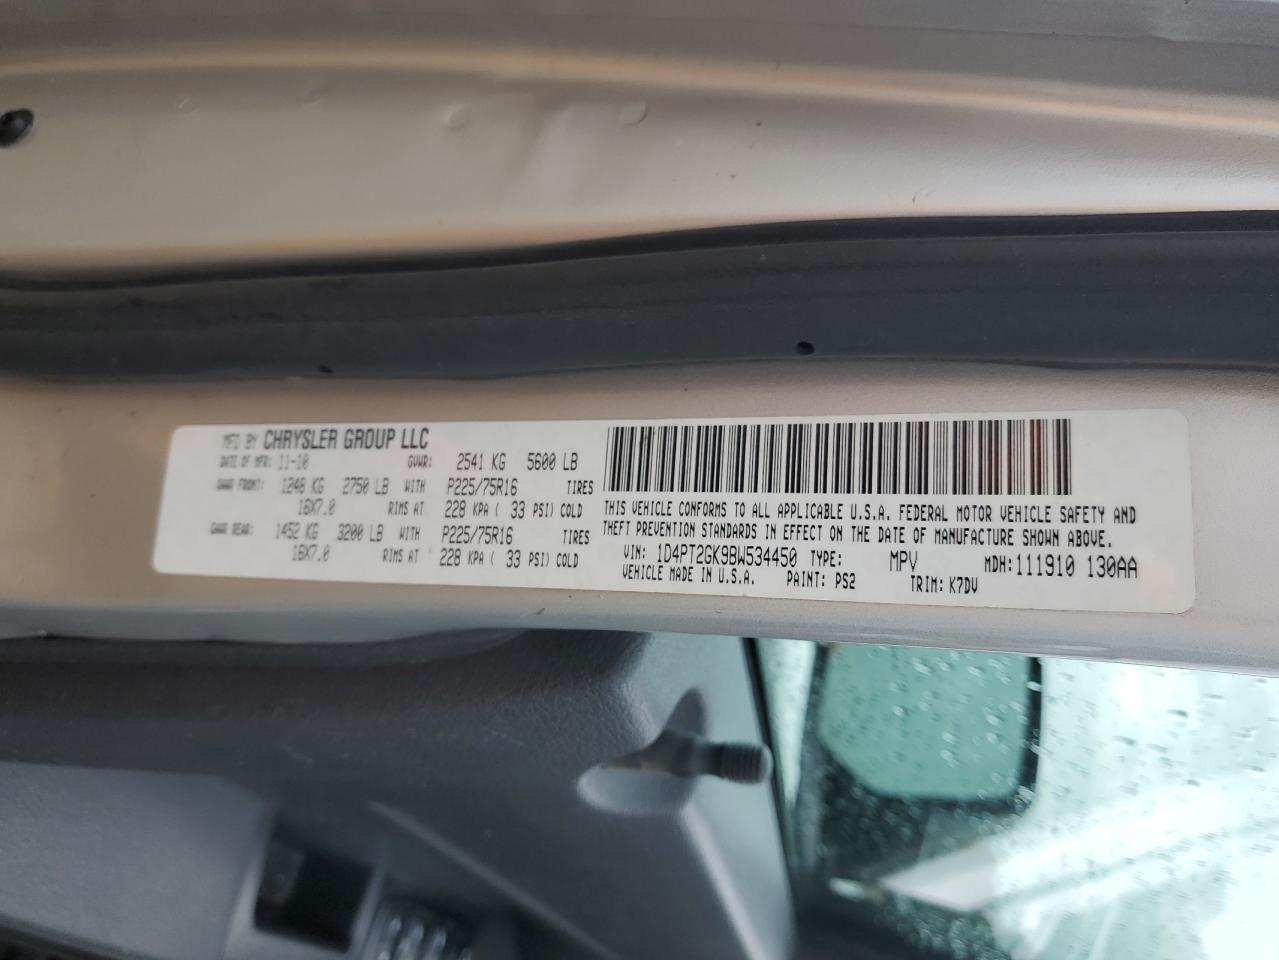 MFD BY CHRYSLER GROUP LLC
DATE OF MFR: 11-10 GVWR: 2541 KG 5600 LB
GAWR FRONT: 1248 KG 2750 LB WITH P225/75R16 TIRES
16X7.0 RIMS AT 228 KPA ( 33 PSI) COLD
GAWR REAR: 1452 KG 3200 LB WITH P225/75R16 TIRES
16X7.0 RIMS AT 228 KPA ( 33 PSI) COLD
THIS VEHICLE CONFORMS TO ALL APPLICABLE U.S.A. FEDERAL MOTOR VEHICLE SAFETY AND
THEFT PREVENTION STANDARDS IN EFFECT ON THE DATE OF MANUFACTURE SHOWN ABOVE.
VIN: 1D4PT2GK9BW534450 TYPE: MPV MDH:111910 130AA
VEHICLE MADE IN U.S.A. PAINT: PS2 TRIM: K7DV